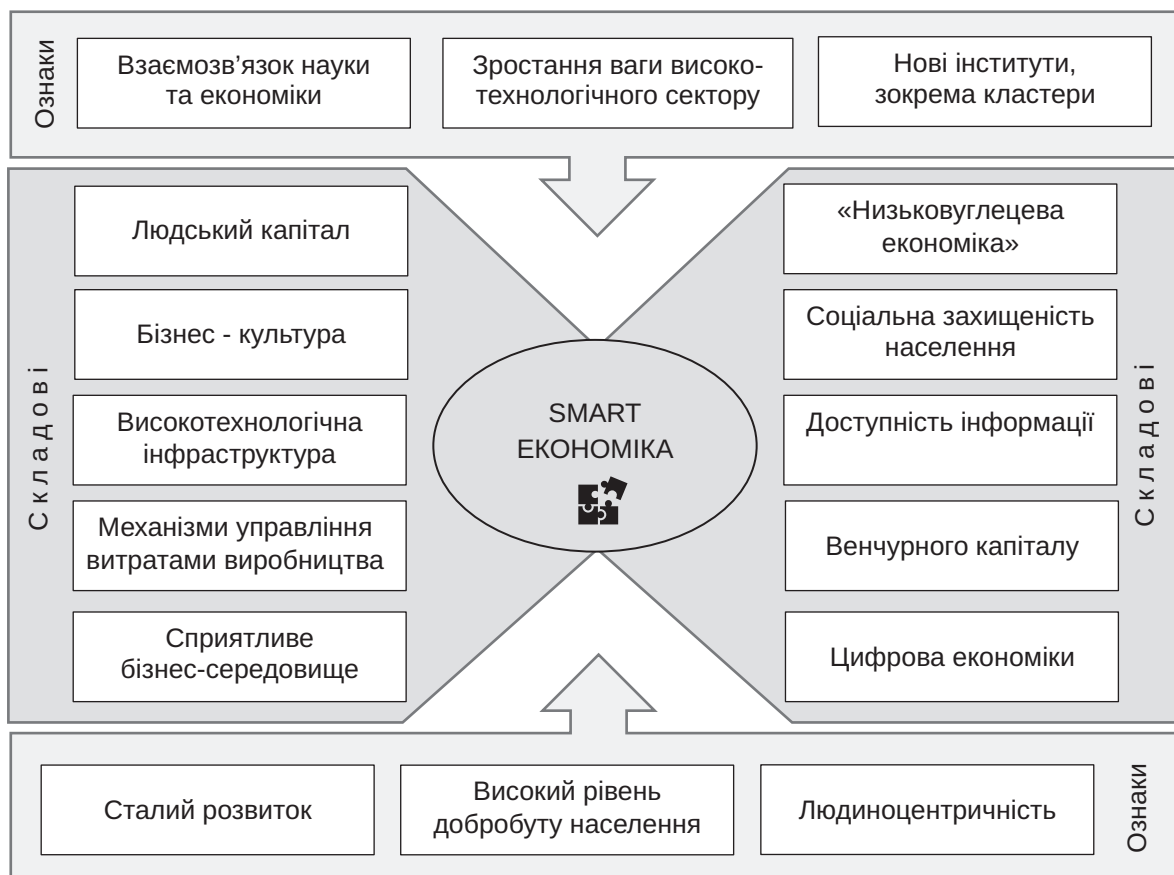 Ознаки
Взаємозв’язок науки
та економіки
Зростання ваги високо-
технологічного сектору
Нові інститути,
зокрема кластери
Складові
Людський капітал
Бізнес - культура
Високотехнологічна
інфраструктура
Механізми управління
витратами виробництва
Сприятливе
бізнес-середовище
SMART
ЕКОНОМІКА
«Низьковуглецева
економіка»
Соціальна захищеність
населення
Доступність інформації
Венчурного капіталу
Цифрова економіки
Складові
Сталий розвиток
Високий рівень
добробуту населення
Людиноцентричність
Ознаки